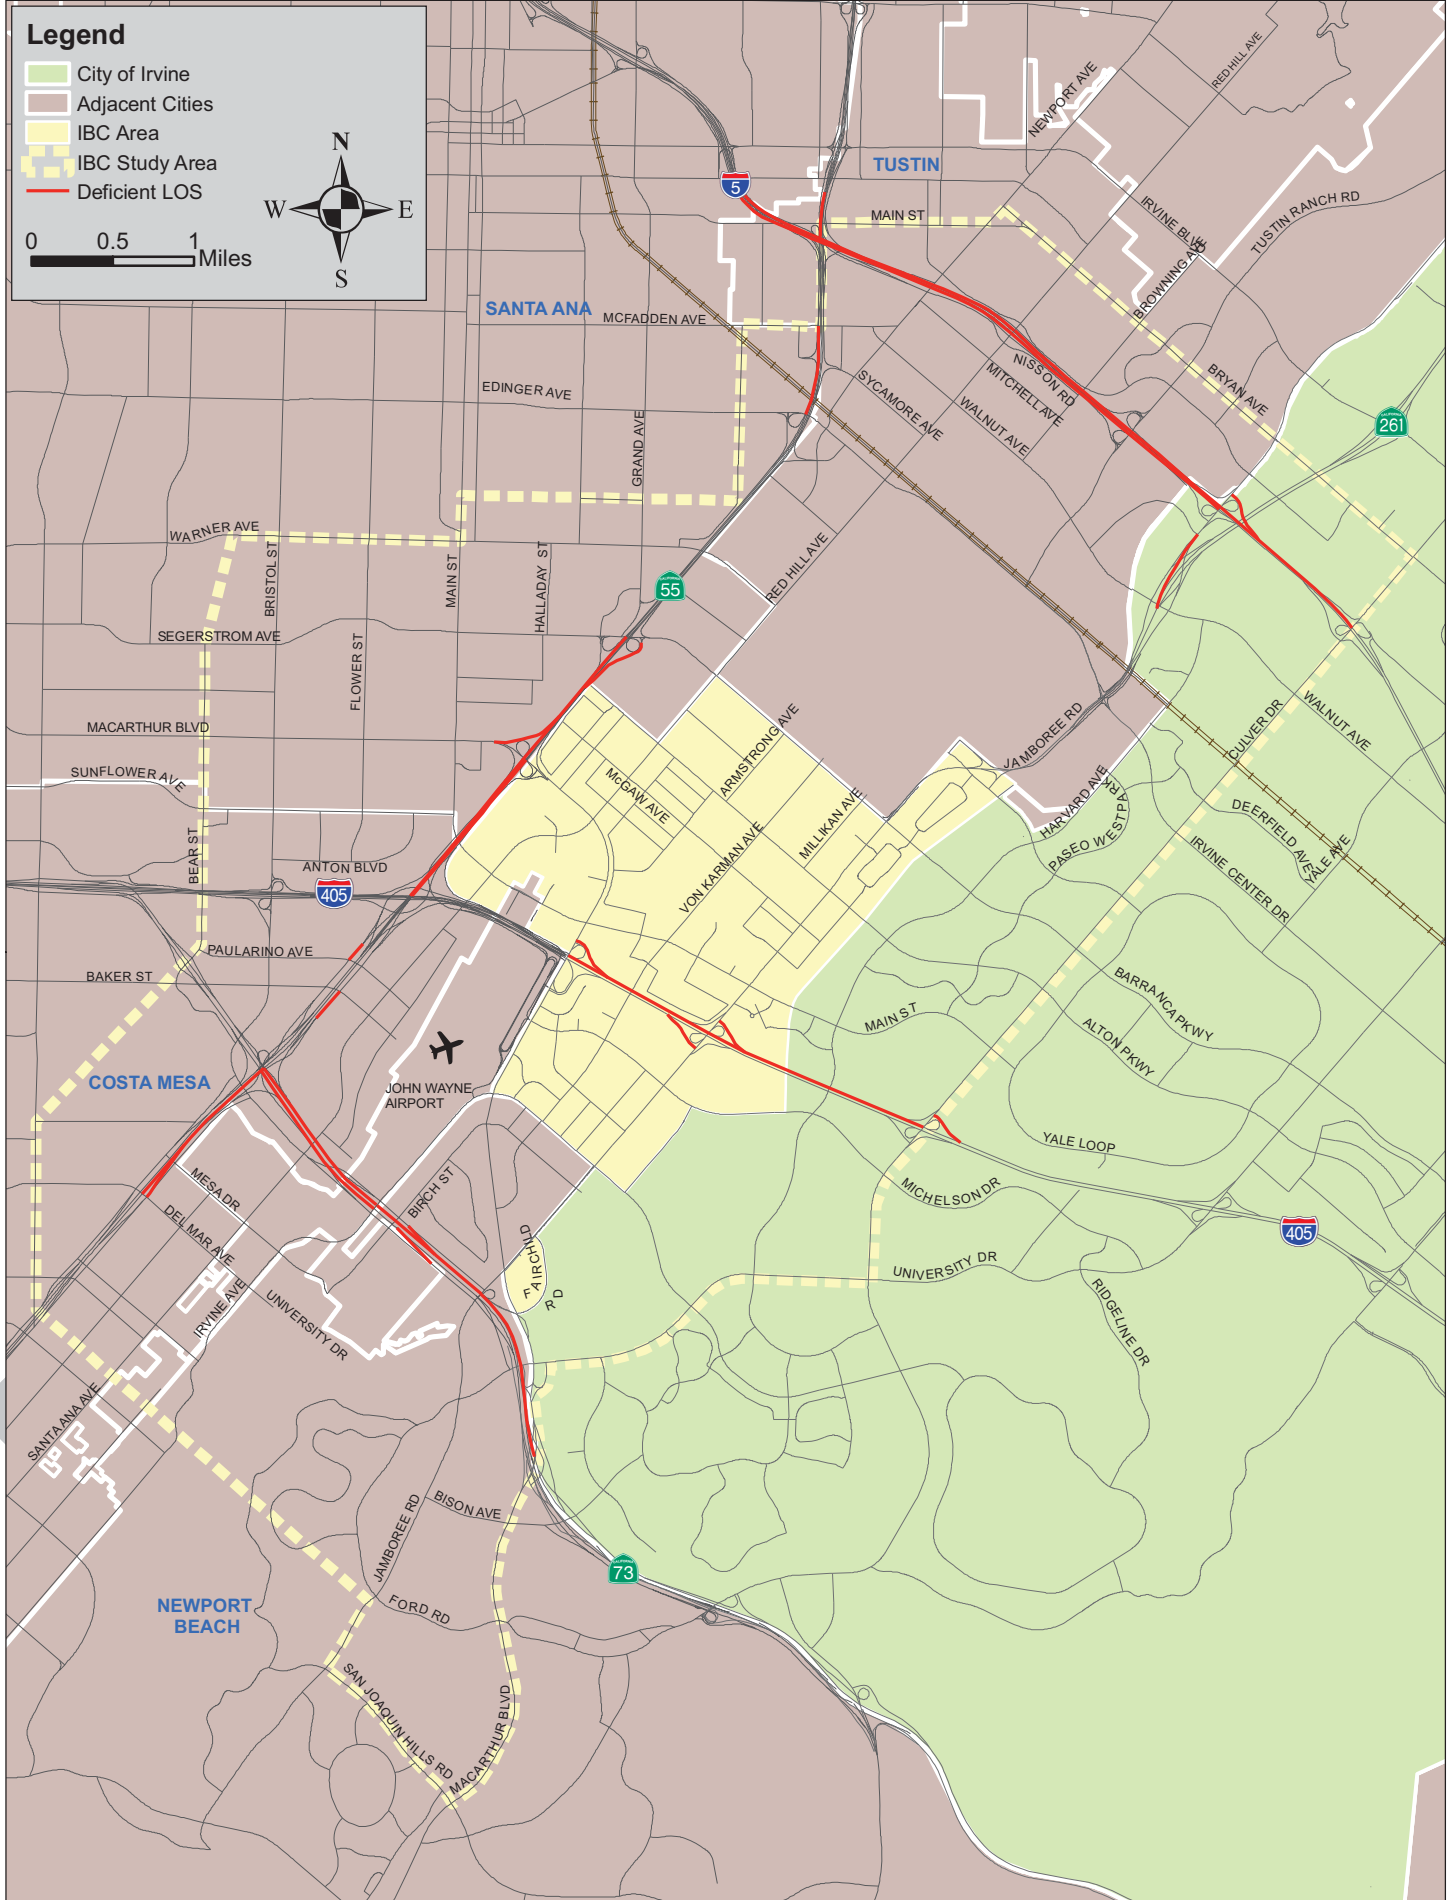 Legend
City of Irvine
Adjacent Cities
IBC Area
IBC Study Area
Deficient LOS
N
W E
S
0 0.5 1
Miles
TUSTIN
NEWPORT AVE
RED HILL AVE
5
MAIN ST
IRVINE BLVD
TUSTIN RANCH RD
BROWNING AVE
SANTA ANA
MCFADDEN AVE
EDINGER AVE
GRAND AVE
SYCAMORE AVE
WALNUT AVE
MITCHELL AVE
NISSON RD
BRYAN AVE
CALIFORNIA
261
WARNER AVE
BRISTOL ST
MAIN ST
HALLADAY ST
RED HILL AVE
CALIFORNIA
55
SEGERSTROM AVE
FLOWER ST
MACARTHUR BLVD
SUNFLOWER AVE
McGAW AVE
ARMSTRONG AVE
VON KARMAN AVE
MILLIKAN AVE
JAMBOREE RD
HARVARD AVE
PASEO WESTPARK
CULVER DR
WALNUT AVE
DEERFIELD AVE
YALE AVE
IRVINE CENTER DR
BEAR ST
ANTON BLVD
405
PAULARINO AVE
BAKER ST
BARRANCA PKWY
ALTON PKWY
MAIN ST
COSTA MESA
JOHN WAYNE
AIRPORT
YALE LOOP
MICHELSON DR
UNIVERSITY DR
405
RIDGELINE DR
MESA DR
DEL MAR AVE
BIRCH ST
FAIRCHILD
RD
IRVINE AVE
UNIVERSITY DR
SANTA ANA AVE
JAMBOREE RD
BISON AVE
CALIFORNIA
73
NEWPORT
BEACH
FORD RD
SAN JOAQUIN HILLS RD
MACARTHUR BLVD